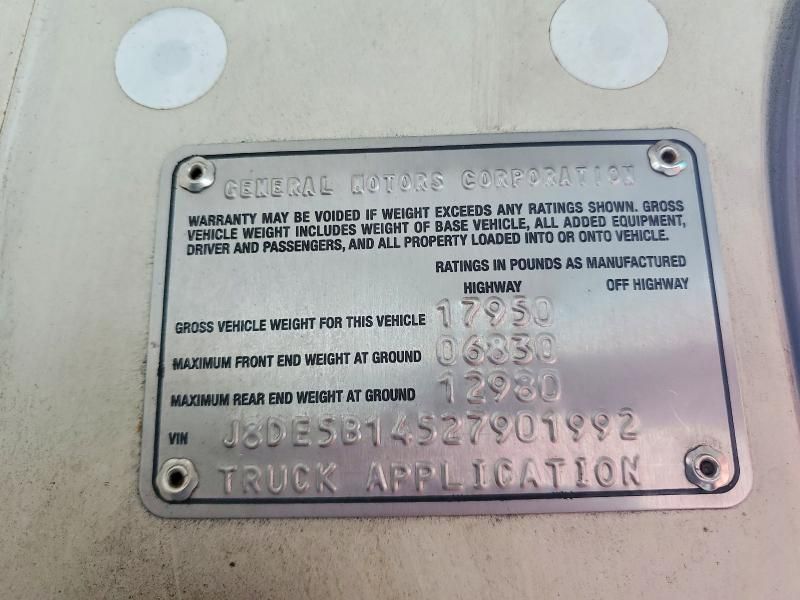 GENERAL MOTORS CORPORATION
WARRANTY MAY BE VOIDED IF WEIGHT EXCEEDS ANY RATINGS SHOWN. GROSS
VEHICLE WEIGHT INCLUDES WEIGHT OF BASE VEHICLE, ALL ADDED EQUIPMENT,
DRIVER AND PASSENGERS, AND ALL PROPERTY LOADED INTO OR ONTO VEHICLE.
RATINGS IN POUNDS AS MANUFACTURED
HIGHWAY OFF HIGHWAY
GROSS VEHICLE WEIGHT FOR THIS VEHICLE 17950
MAXIMUM FRONT END WEIGHT AT GROUND 06830
MAXIMUM REAR END WEIGHT AT GROUND 12980
VIN J8DE5B14527901992
TRUCK APPLICATION